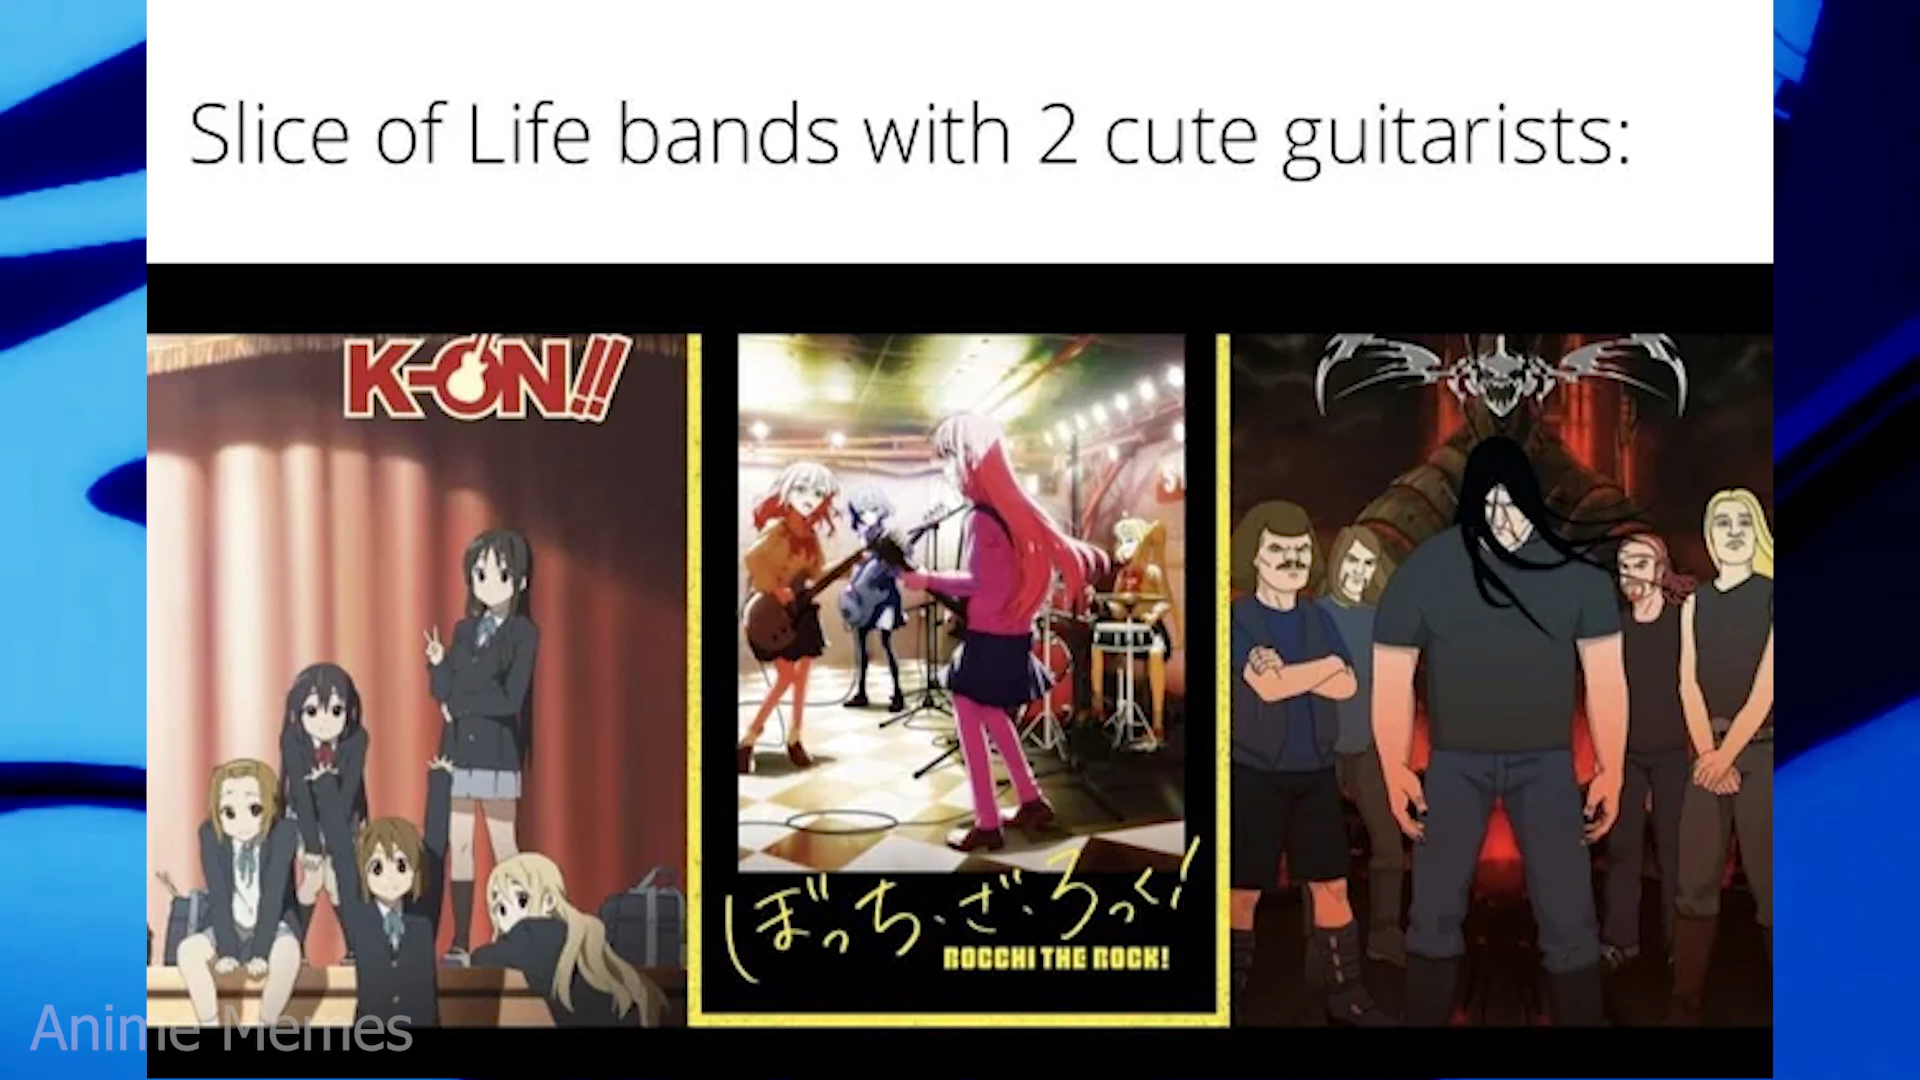 Slice of Life bands with 2 cute guitarists:
K-ON!!
ぼっち・ざ・ろっく!
BOCCHI THE ROCK!
Anime Memes